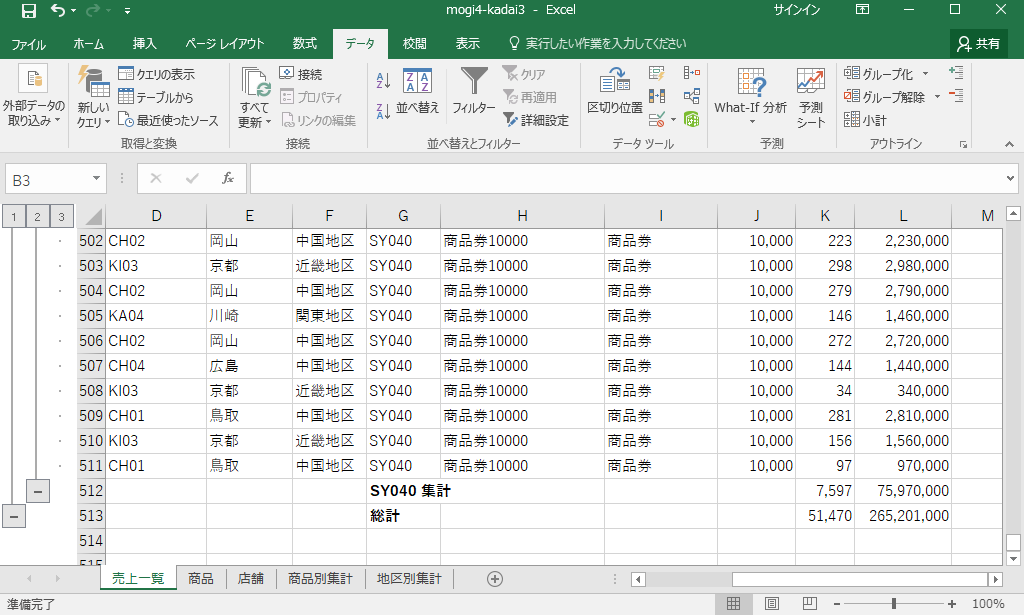 mogi4-kadai3 - Excel サインイン
ファイル ホーム 挿入 ページ レイアウト 数式 データ 校閲 表示 実行したい作業を入力してください 共有
外部データの取り込み
新しいクエリ
クエリの表示
テーブルから
最近使ったソース
取得と変換
すべて更新
接続
プロパティ
リンクの編集
接続
並べ替え
フィルター
クリア
再適用
詳細設定
並べ替えとフィルター
区切り位置
データ ツール
What-If 分析
予測シート
予測
グループ化
グループ解除
小計
アウトライン
B3 fx
1 2 3 D E F G H I J K L M
502 CH02 岡山 中国地区 SY040 商品券10000 商品券 10,000 223 2,230,000
503 KI03 京都 近畿地区 SY040 商品券10000 商品券 10,000 298 2,980,000
504 CH02 岡山 中国地区 SY040 商品券10000 商品券 10,000 279 2,790,000
505 KA04 川崎 関東地区 SY040 商品券10000 商品券 10,000 146 1,460,000
506 CH02 岡山 中国地区 SY040 商品券10000 商品券 10,000 272 2,720,000
507 CH04 広島 中国地区 SY040 商品券10000 商品券 10,000 144 1,440,000
508 KI03 京都 近畿地区 SY040 商品券10000 商品券 10,000 34 340,000
509 CH01 鳥取 中国地区 SY040 商品券10000 商品券 10,000 281 2,810,000
510 KI03 京都 近畿地区 SY040 商品券10000 商品券 10,000 156 1,560,000
511 CH01 鳥取 中国地区 SY040 商品券10000 商品券 10,000 97 970,000
512 SY040 集計 7,597 75,970,000
513 総計 51,470 265,201,000
514
515
売上一覧 商品 店舗 商品別集計 地区別集計
準備完了 100%